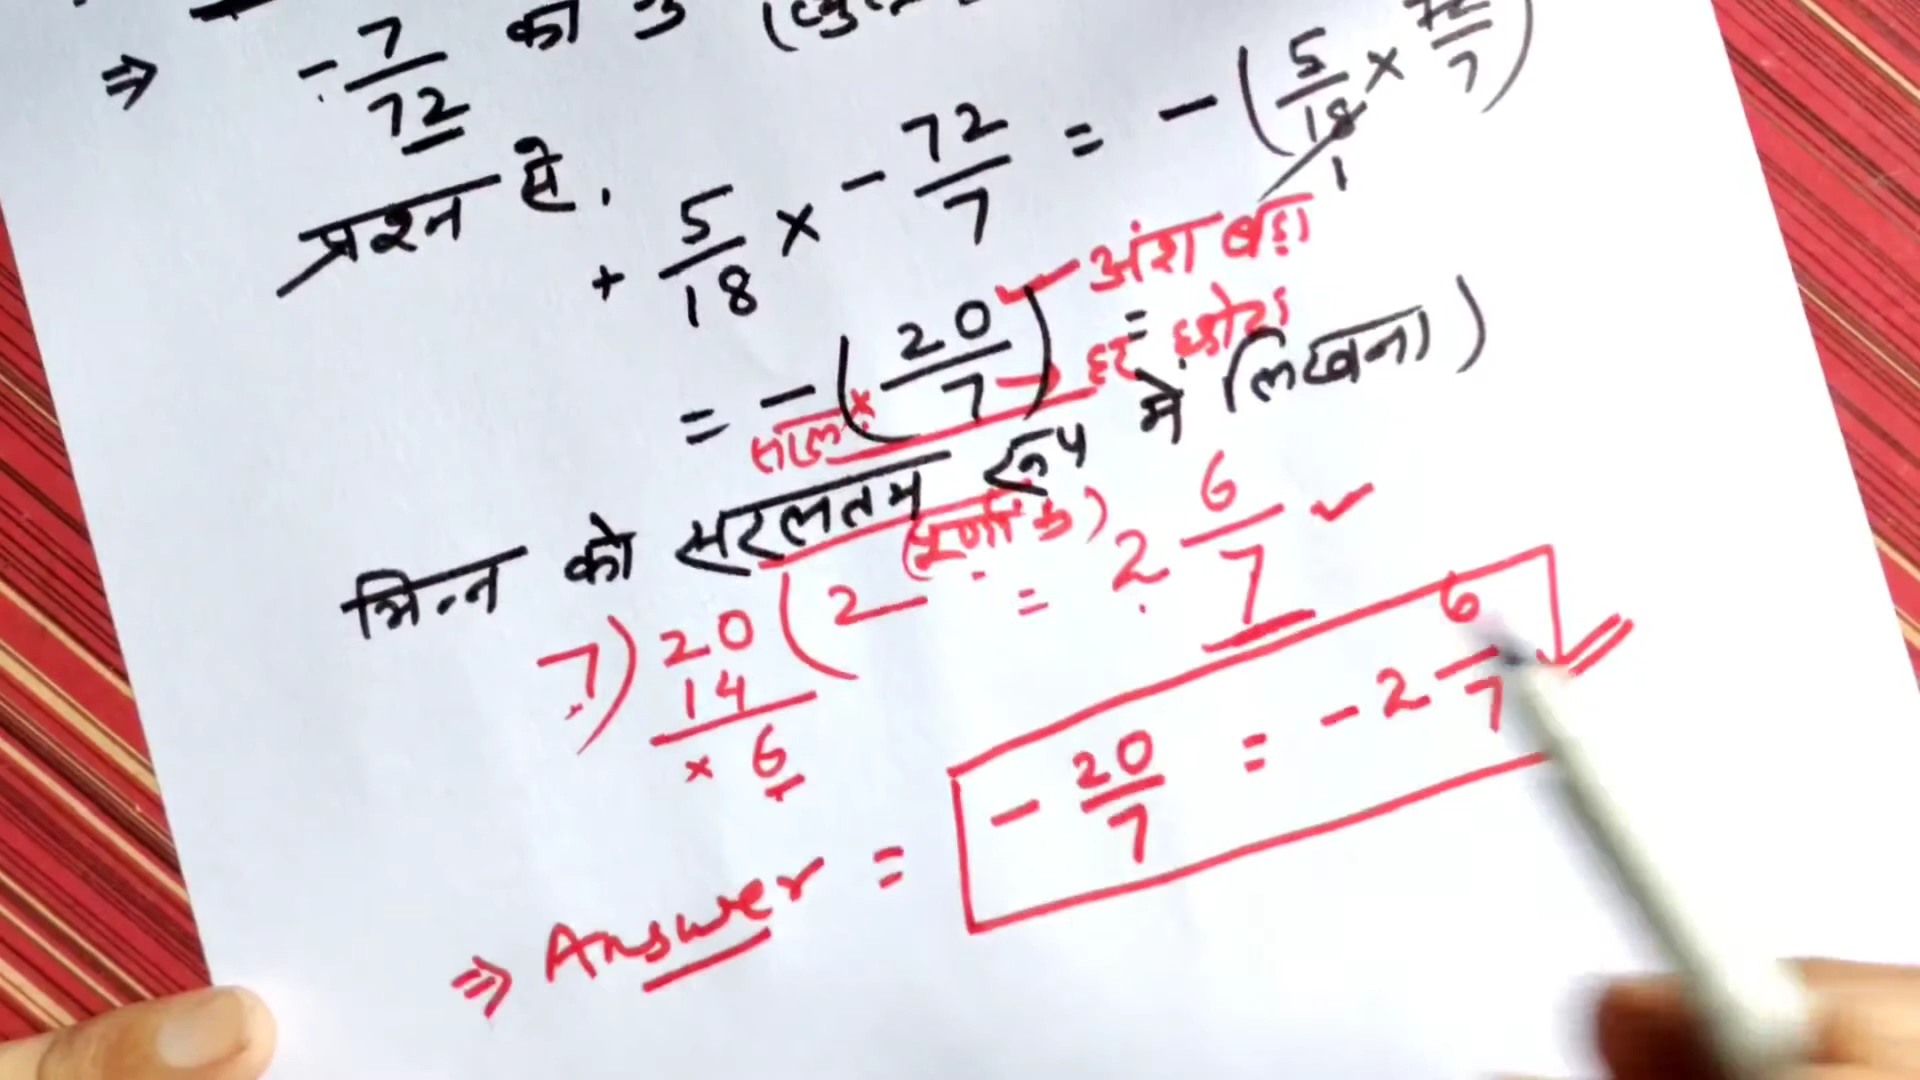 ⇒ - 7/72 का
प्रश्न से, + 5/18 × - 72/7 = - (5/18 × 72/7)
1
= - (20/7) =
अंश बड़ा
हर छोटा
भिन्न को सरलतम रूप में लिखना)
7) 20 (2 = 2 6/7 ✓
14
× 6
⇒ Answer = - 20/7 = - 2 6/7